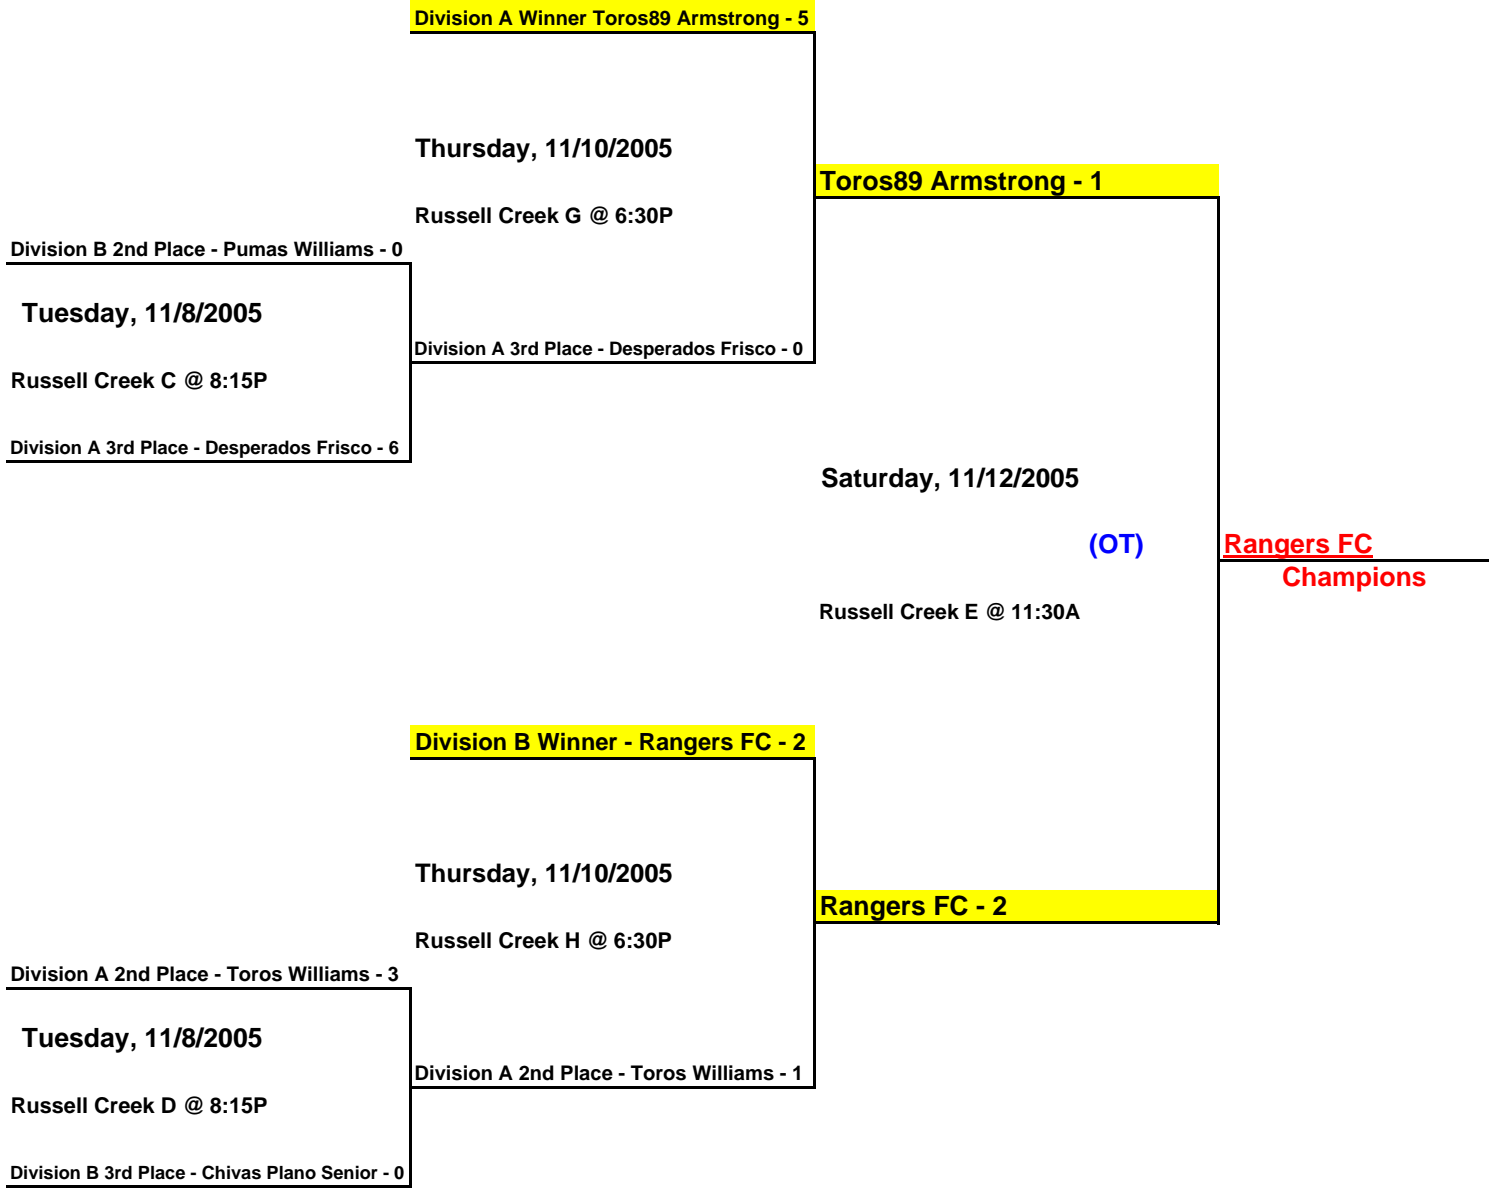 Division A Winner Toros89 Armstrong - 5
Thursday, 11/10/2005
Toros89 Armstrong - 1
Russell Creek G @ 6:30P
Division B 2nd Place - Pumas Williams - 0
Tuesday, 11/8/2005
Division A 3rd Place - Desperados Frisco - 0
Russell Creek C @ 8:15P
Division A 3rd Place - Desperados Frisco - 6
Saturday, 11/12/2005
(OT)
Rangers FC
Champions
Russell Creek E @ 11:30A
Division B Winner - Rangers FC - 2
Thursday, 11/10/2005
Rangers FC - 2
Russell Creek H @ 6:30P
Division A 2nd Place - Toros Williams - 3
Tuesday, 11/8/2005
Division A 2nd Place - Toros Williams - 1
Russell Creek D @ 8:15P
Division B 3rd Place - Chivas Plano Senior - 0